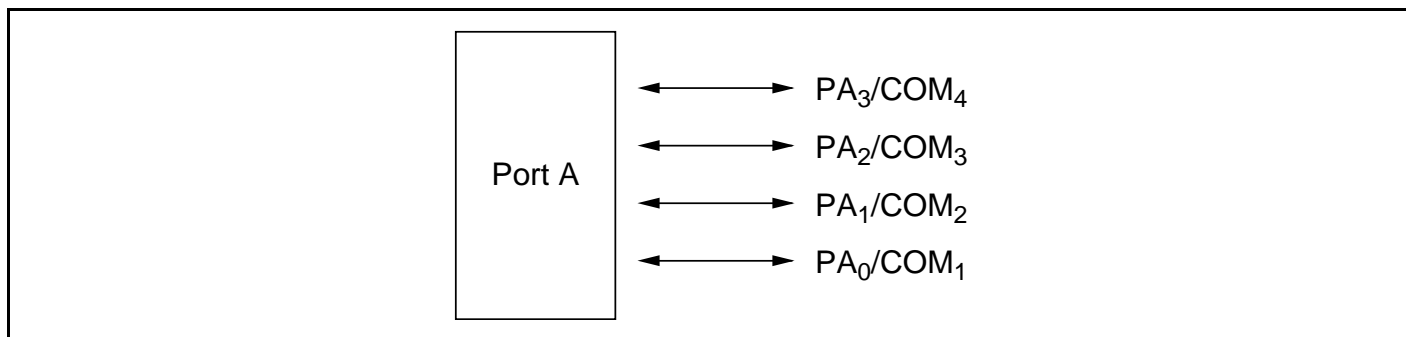 Port A
PA₃/COM₄
PA₂/COM₃
PA₁/COM₂
PA₀/COM₁